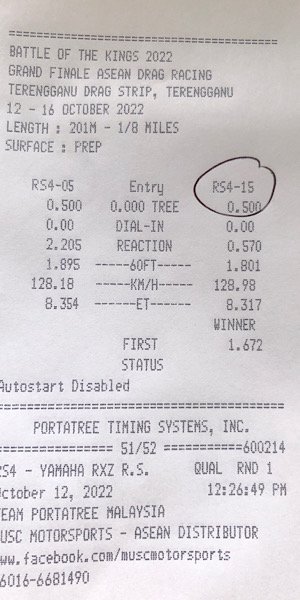 ================================
BATTLE OF THE KINGS 2022
GRAND FINALE ASEAN DRAG RACING
TERENGGANU DRAG STRIP, TERENGGANU
12 - 16 OCTOBER 2022
LENGTH : 201M - 1/8 MILES
SURFACE : PREP
RS4-05 Entry RS4-15
0.500 0.000 TREE 0.500
0.00 DIAL-IN 0.00
2.205 REACTION 0.570
1.895 -----60FT----- 1.801
128.18 -----KM/H----- 128.98
8.354 ------ET------ 8.317
WINNER
FIRST 1.672
STATUS
Autostart Disabled
================================
PORTATREE TIMING SYSTEMS, INC.
============== 51/52 ===========600214
RS4 - YAMAHA RXZ R.S. QUAL RND 1
October 12, 2022 12:26:49 PM
TEAM PORTATREE MALAYSIA
MUSC MOTORSPORTS - ASEAN DISTRIBUTOR
www.facebook.com/muscmotorsports
6016-6681490